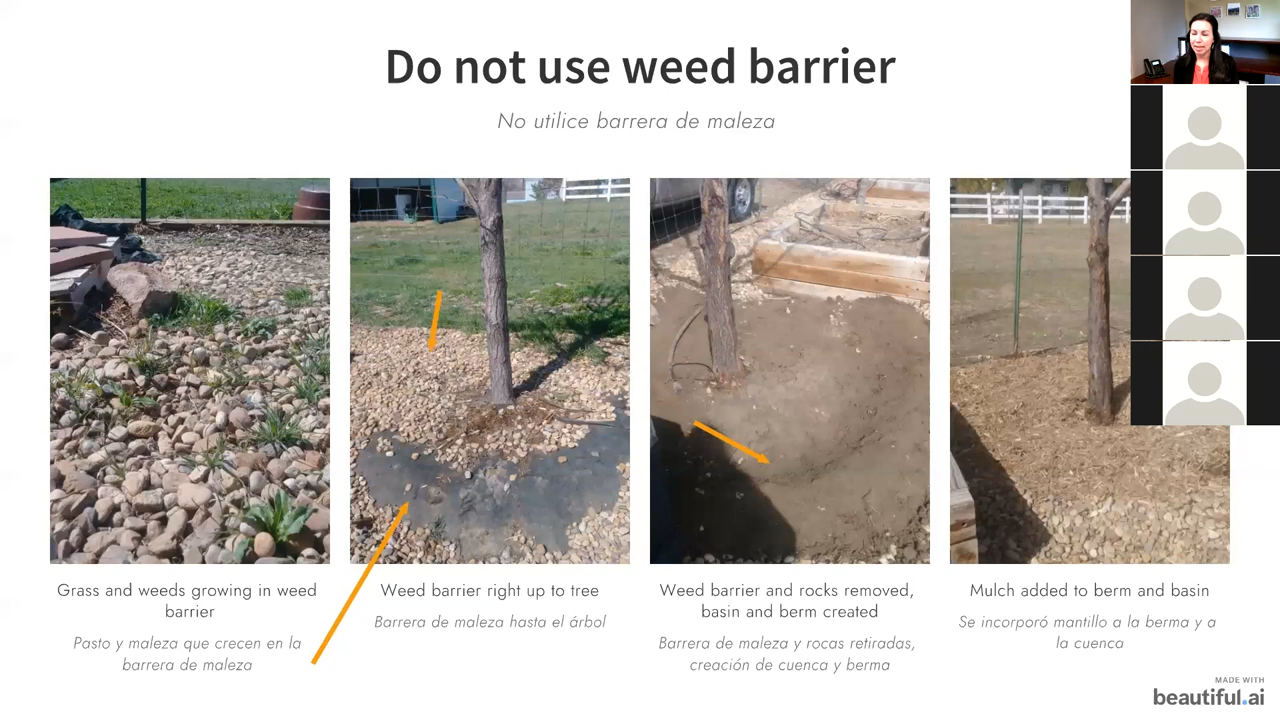 Do not use weed barrier
No utilice barrera de maleza
Grass and weeds growing in weed
barrier
Pasto y maleza que crecen en la
barrera de maleza
Weed barrier right up to tree
Barrera de maleza hasta el árbol
Weed barrier and rocks removed,
basin and berm created
Barrera de maleza y rocas retiradas,
creación de cuenca y berma
Mulch added to berm and basin
Se incorporó mantillo a la berma y a
la cuenca
MADE WITH
beautiful.ai